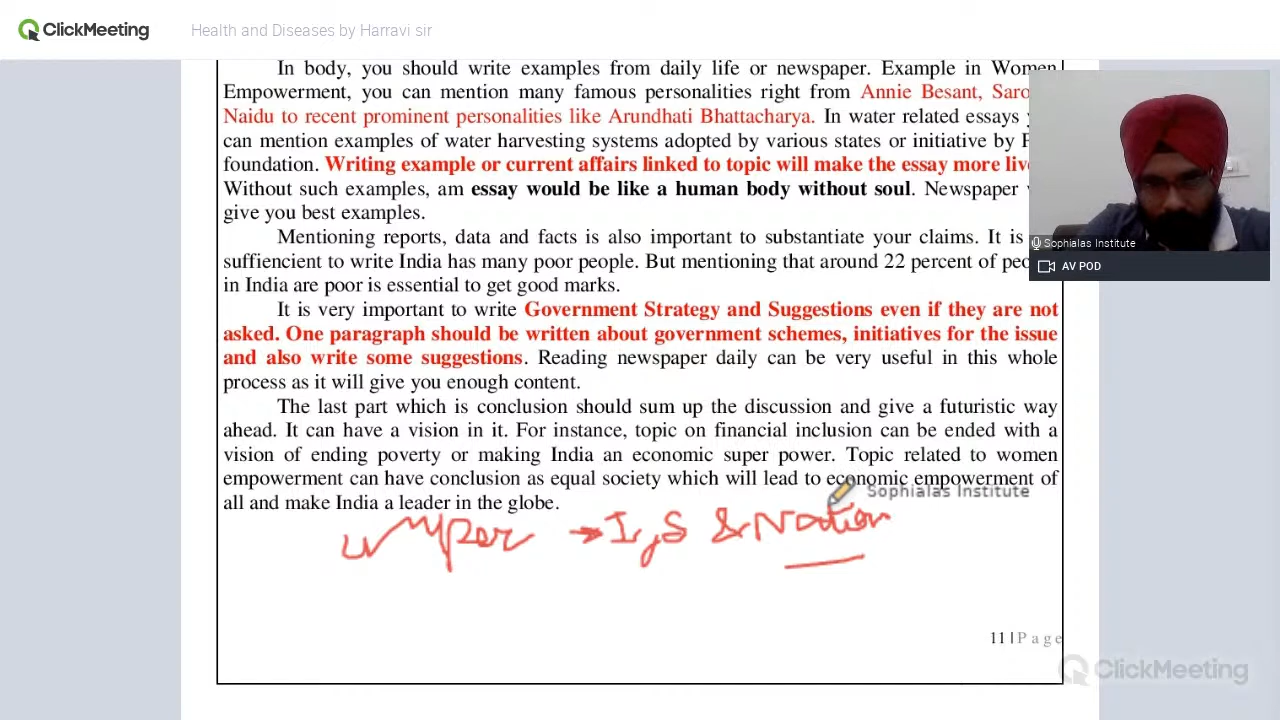 ClickMeeting
Health and Diseases by Harravi sir
In body, you should write examples from daily life or newspaper. Example in Women
Empowerment, you can mention many famous personalities right from Annie Besant,
Naidu to recent prominent personalities like Arundhati Bhattacharya. In water related essays
can mention examples of water harvesting systems adopted by various states or initiative by
foundation. Writing example or current affairs linked to topic will make the essay more
Without such examples, am essay would be like a human body without soul. Newspaper
give you best examples.
Mentioning reports, data and facts is also important to substantiate your claims. It is
suffiencient to write India has many poor people. But mentioning that around 22 percent of
in India are poor is essential to get good marks.
It is very important to write Government Strategy and Suggestions even if they are not
asked. One paragraph should be written about government schemes, initiatives for the issue
and also write some suggestions. Reading newspaper daily can be very useful in this whole
process as it will give you enough content.
The last part which is conclusion should sum up the discussion and give a futuristic way
ahead. It can have a vision in it. For instance, topic on financial inclusion can be ended with a
vision of ending poverty or making India an economic super power. Topic related to women
empowerment can have conclusion as equal society which will lead to economic empowerment of
all and make India a leader in the globe.
I, S & Nation
11 | Page
Sophialas Institute
AV POD
Sophialas Institute
ClickMeeting